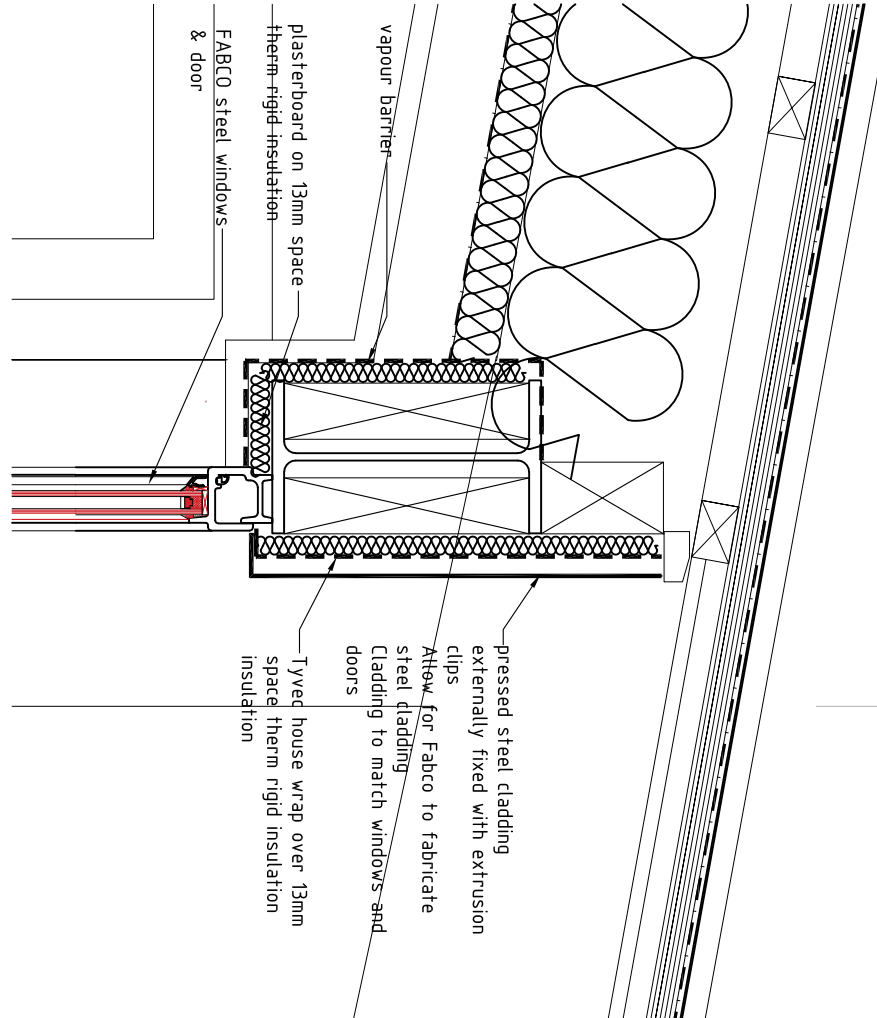 vapour barrier
plasterboard on 13mm space
therm rigid insulation
FABCO steel windows
& door
pressed steel cladding
externally fixed with extrusion
clips
Allow for Fabco to fabricate
steel cladding
Cladding to match windows and
doors
Tyvec house wrap over 13mm
space therm rigid insulation
insulation